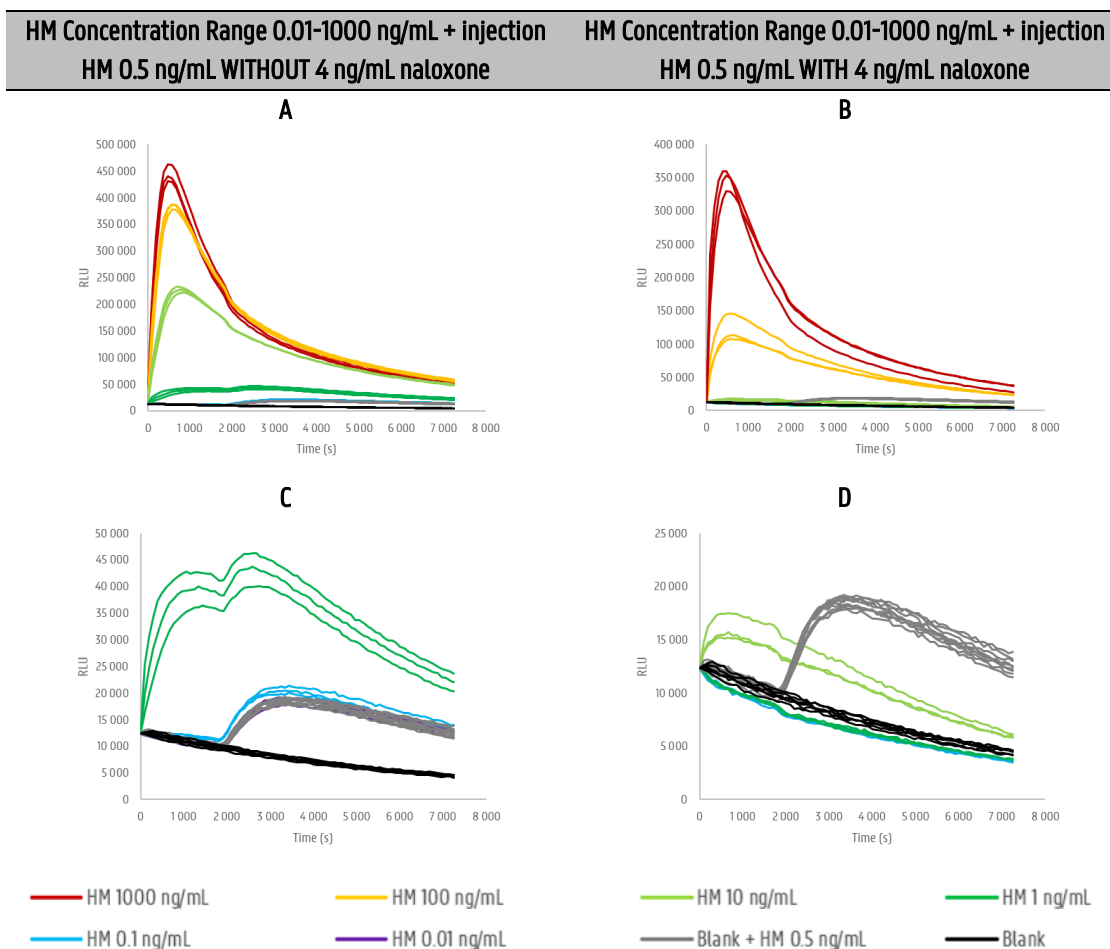 HM Concentration Range 0.01-1000 ng/mL + injection
HM 0.5 ng/mL WITHOUT 4 ng/mL naloxone
HM Concentration Range 0.01-1000 ng/mL + injection
HM 0.5 ng/mL WITH 4 ng/mL naloxone
A
500 000
450 000
400 000
350 000
300 000
250 000
200 000
150 000
100 000
50 000
0
RLU
0 1 000 2 000 3 000 4 000 5 000 6 000 7 000 8 000
Time (s)
B
400 000
350 000
300 000
250 000
200 000
150 000
100 000
50 000
0
RLU
0 1 000 2 000 3 000 4 000 5 000 6 000 7 000 8 000
Time (s)
C
50 000
45 000
40 000
35 000
30 000
25 000
20 000
15 000
10 000
5 000
0
RLU
0 1 000 2 000 3 000 4 000 5 000 6 000 7 000 8 000
Time (s)
D
25 000
20 000
15 000
10 000
5 000
0
RLU
0 1 000 2 000 3 000 4 000 5 000 6 000 7 000 8 000
Time (s)
HM 1000 ng/mL HM 100 ng/mL HM 10 ng/mL HM 1 ng/mL
HM 0.1 ng/mL HM 0.01 ng/mL Blank + HM 0.5 ng/mL Blank